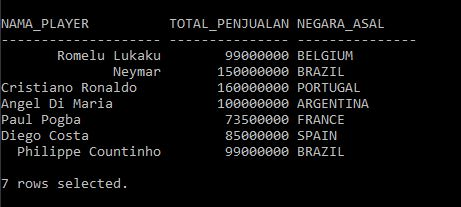 NAMA_PLAYER          TOTAL_PENJUALAN NEGARA_ASAL
-------------------- --------------- ---------------
       Romelu Lukaku        99000000 BELGIUM
              Neymar       150000000 BRAZIL
Cristiano Ronaldo          160000000 PORTUGAL
Angel Di Maria             100000000 ARGENTINA
Paul Pogba                  73500000 FRANCE
Diego Costa                 85000000 SPAIN
  Philippe Countinho        99000000 BRAZIL
7 rows selected.